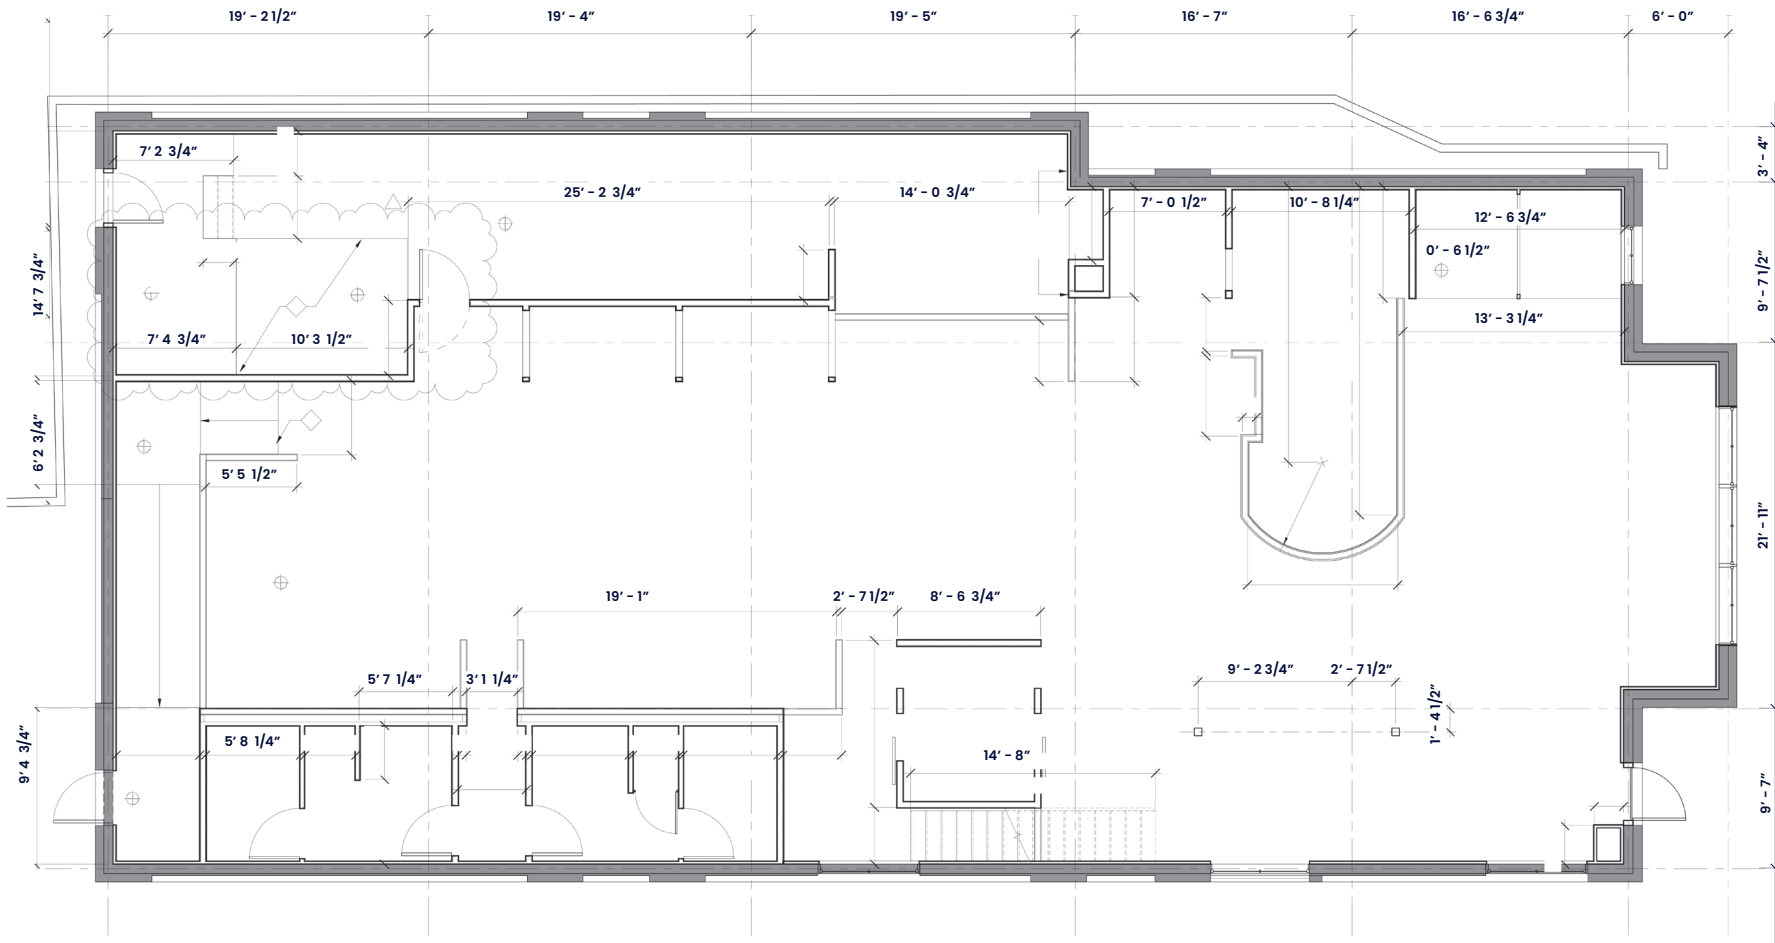 19' - 2 1/2"
19' - 4"
19' - 5"
16' - 7"
16' - 6 3/4"
6' - 0"
7' 2 3/4"
3' - 4"
25' - 2 3/4"
14' - 0 3/4"
7' - 0 1/2"
10' - 8 1/4"
12' - 6 3/4"
0' - 6 1/2"
14' 7 3/4"
9' - 7 1/2"
13' - 3 1/4"
7' 4 3/4"
10' 3 1/2"
6' 2 3/4"
5' 5 1/2"
21' - 11"
19' - 1"
2' - 7 1/2"
8' - 6 3/4"
9' - 2 3/4"
2' - 7 1/2"
5' 7 1/4"
3' 1 1/4"
1' - 4 1/2"
5' 8 1/4"
14' - 8"
9' 4 3/4"
9' - 7"